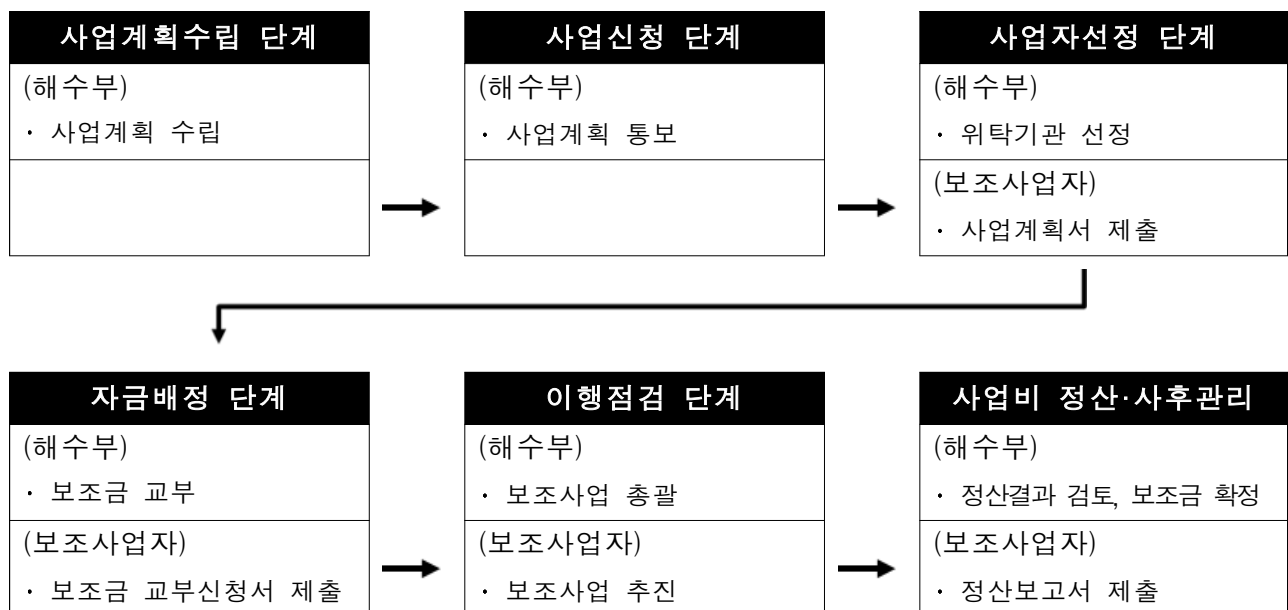 사업계획수립 단계
(해수부)
· 사업계획 수립
사업신청 단계
(해수부)
· 사업계획 통보
사업자선정 단계
(해수부)
· 위탁기관 선정
(보조사업자)
· 사업계획서 제출
자금배정 단계
(해수부)
· 보조금 교부
(보조사업자)
· 보조금 교부신청서 제출
이행점검 단계
(해수부)
· 보조사업 총괄
(보조사업자)
· 보조사업 추진
사업비 정산·사후관리
(해수부)
· 정산결과 검토, 보조금 확정
(보조사업자)
· 정산보고서 제출